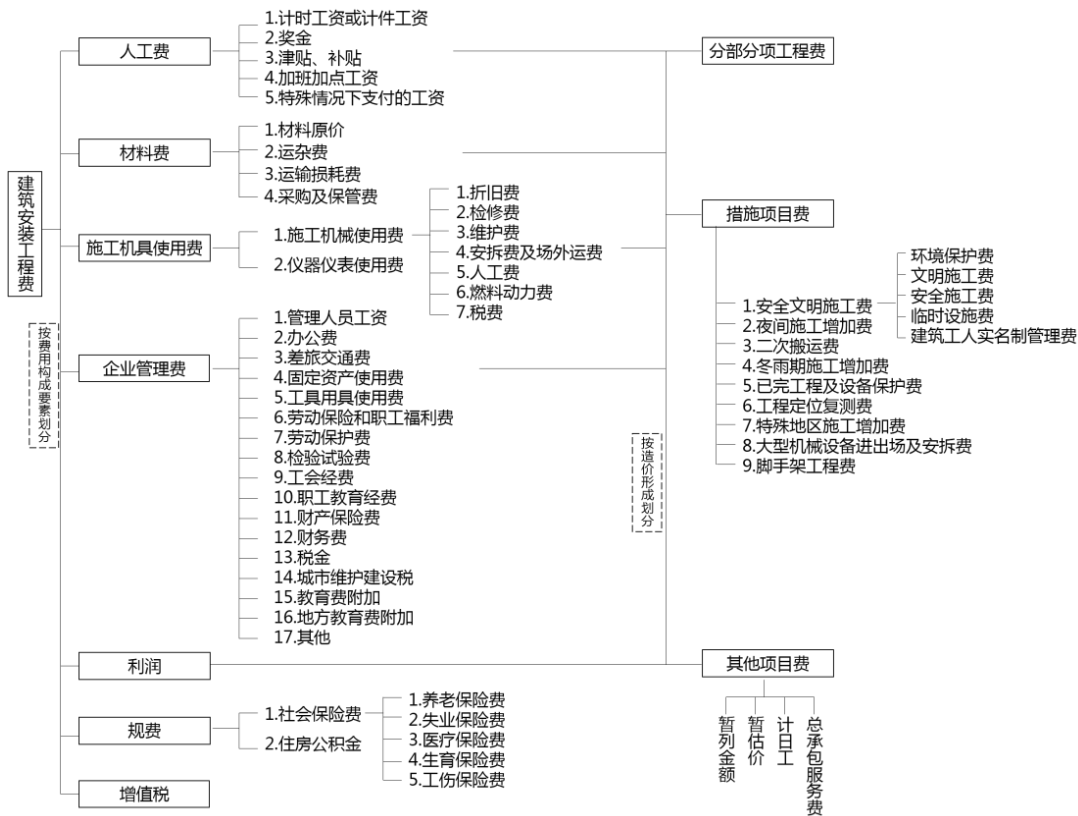 建筑安装工程费
按费用构成要素划分
人工费
1.计时工资或计件工资
2.奖金
3.津贴、补贴
4.加班加点工资
5.特殊情况下支付的工资
材料费
1.材料原价
2.运杂费
3.运输损耗费
4.采购及保管费
施工机具使用费
1.施工机械使用费
2.仪器仪表使用费
1.折旧费
2.检修费
3.维护费
4.安拆费及场外运费
5.人工费
6.燃料动力费
7.税费
企业管理费
1.管理人员工资
2.办公费
3.差旅交通费
4.固定资产使用费
5.工具用具使用费
6.劳动保险和职工福利费
7.劳动保护费
8.检验试验费
9.工会经费
10.职工教育经费
11.财产保险费
12.财务费
13.税金
14.城市维护建设税
15.教育费附加
16.地方教育费附加
17.其他
利润
规费
1.社会保险费
2.住房公积金
1.养老保险费
2.失业保险费
3.医疗保险费
4.生育保险费
5.工伤保险费
增值税
按造价形成划分
分部分项工程费
措施项目费
1.安全文明施工费
2.夜间施工增加费
3.二次搬运费
4.冬雨期施工增加费
5.已完工程及设备保护费
6.工程定位复测费
7.特殊地区施工增加费
8.大型机械设备进出场及安拆费
9.脚手架工程费
环境保护费
文明施工费
安全施工费
临时设施费
建筑工人实名制管理费
其他项目费
暂列金额
暂估价
计日工
总承包服务费